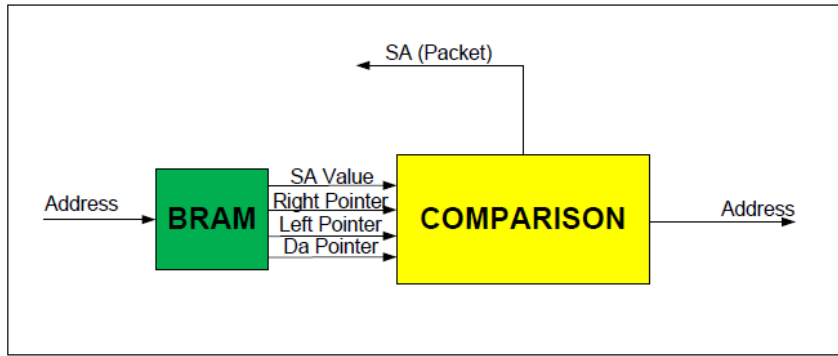 SA (Packet)
Address
BRAM
SA Value
Right Pointer
Left Pointer
Da Pointer
COMPARISON
Address